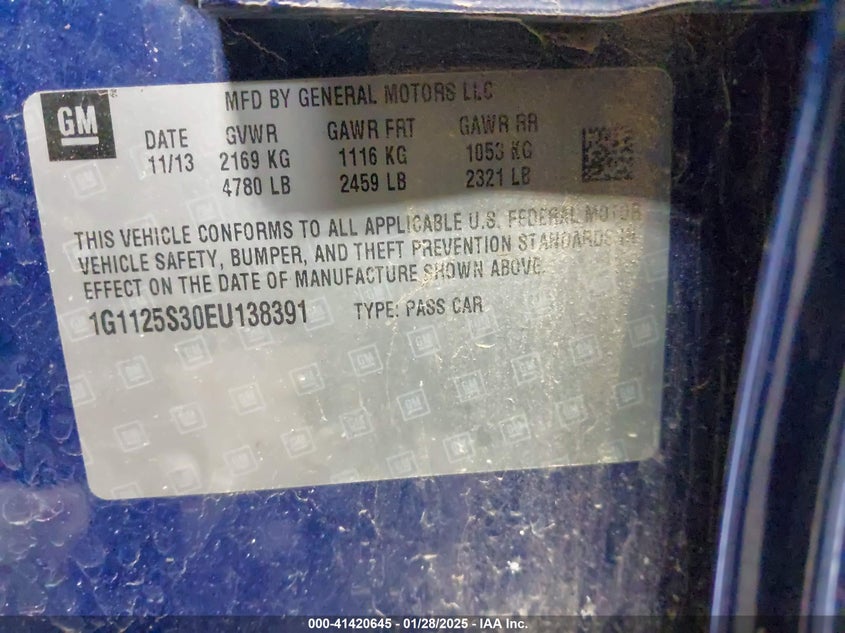 MFD BY GENERAL MOTORS LLC
GM
DATE GVWR GAWR FRT GAWR RR
11/13 2169 KG 1116 KG 1053 KG
4780 LB 2459 LB 2321 LB
THIS VEHICLE CONFORMS TO ALL APPLICABLE U.S. FEDERAL MOTOR
VEHICLE SAFETY, BUMPER, AND THEFT PREVENTION STANDARDS IN
EFFECT ON THE DATE OF MANUFACTURE SHOWN ABOVE.
1G1125S30EU138391 TYPE: PASS CAR
000-41420645 / 01/28/2025 - IAA Inc.